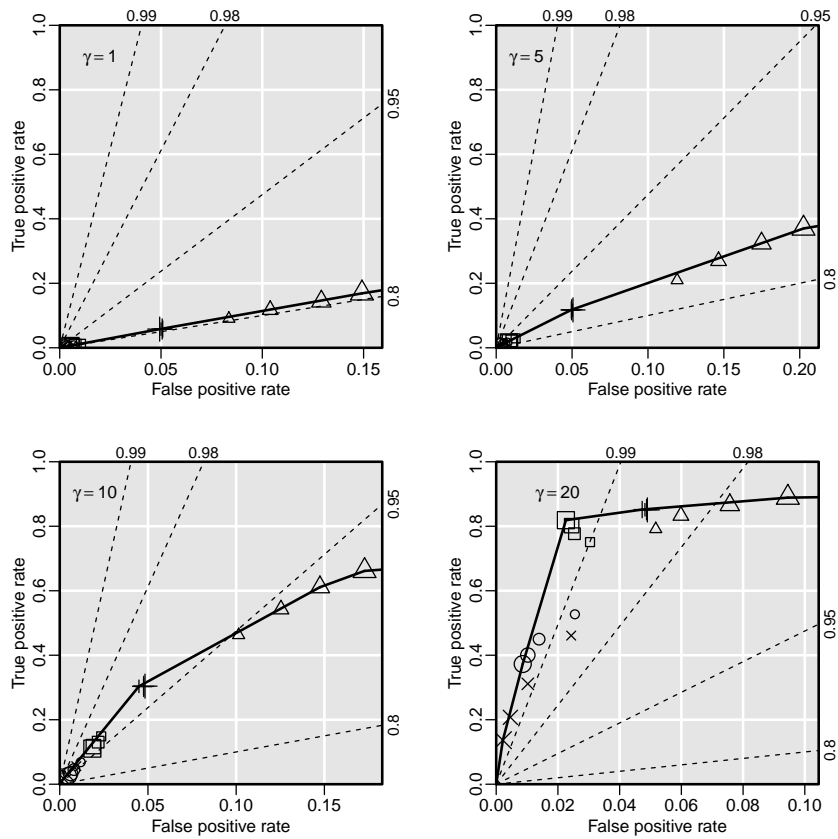 0.99 0.98
γ = 1
0.95
0.8
True positive rate
0.0 0.2 0.4 0.6 0.8 1.0
0.00 0.05 0.10 0.15
False positive rate
0.99 0.98 0.95
γ = 5
0.8
True positive rate
0.0 0.2 0.4 0.6 0.8 1.0
0.00 0.05 0.10 0.15 0.20
False positive rate
0.99 0.98
γ = 10
0.95
0.8
True positive rate
0.0 0.2 0.4 0.6 0.8 1.0
0.00 0.05 0.10 0.15
False positive rate
0.99 0.98
γ = 20
0.95
0.8
True positive rate
0.0 0.2 0.4 0.6 0.8 1.0
0.00 0.02 0.04 0.06 0.08 0.10
False positive rate